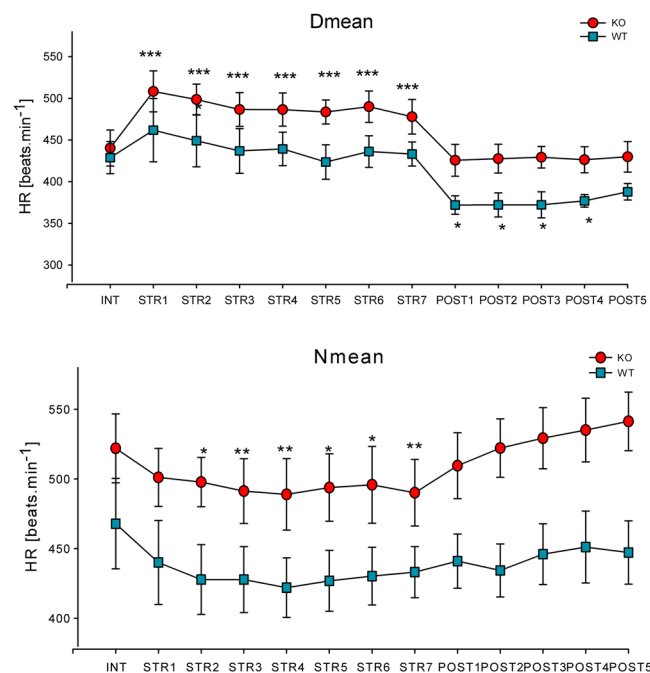 Dmean
KO
WT
HR [beats.min-1]
550
500
450
400
350
300
*** *** *** *** *** *** ***
*
* * * *
INT STR1 STR2 STR3 STR4 STR5 STR6 STR7 POST1 POST2 POST3 POST4 POST5
Nmean
KO
WT
HR [beats.min-1]
550
500
450
400
* ** ** * * **
INT STR1 STR2 STR3 STR4 STR5 STR6 STR7 POST1 POST2 POST3 POST4 POST5